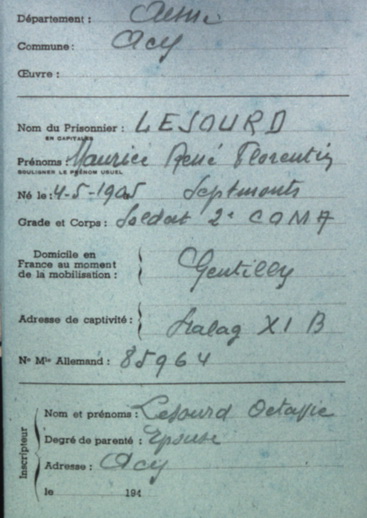 Département : Aisne
Commune : Acy
Œuvre :
Nom du Prisonnier : LESOURD
EN CAPITALES
Prénoms : Maurice René Florentin
SOULIGNER LE PRÉNOM USUEL
Né le : 4-5-1905 Septmonts
Grade et Corps : Soldat 2e COMA
Domicile en
France au moment
de la mobilisation : Gentilly
Adresse de captivité : Stalag XI B
No Mle Allemand : 85964
Inscripteur
Nom et prénoms : Lesourd
Degré de parenté : Epouse
Adresse : Acy
le 194